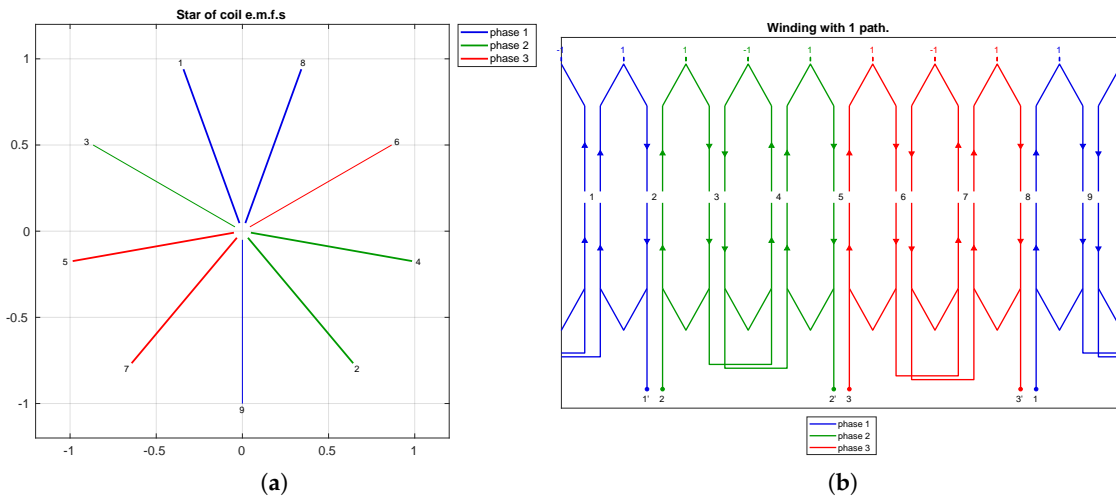 Star of coil e.m.f.s
phase 1
phase 2
phase 3
1
0.5
0
-0.5
-1
-1
-0.5
0
0.5
1
1
8
3
6
5
4
7
2
9
(a)
Winding with 1 path.
-1 1 1 -1 1 1 -1 1 1
1 2 3 4 5 6 7 8 9
1' 2 2' 3 3' 1
phase 1
phase 2
phase 3
(b)